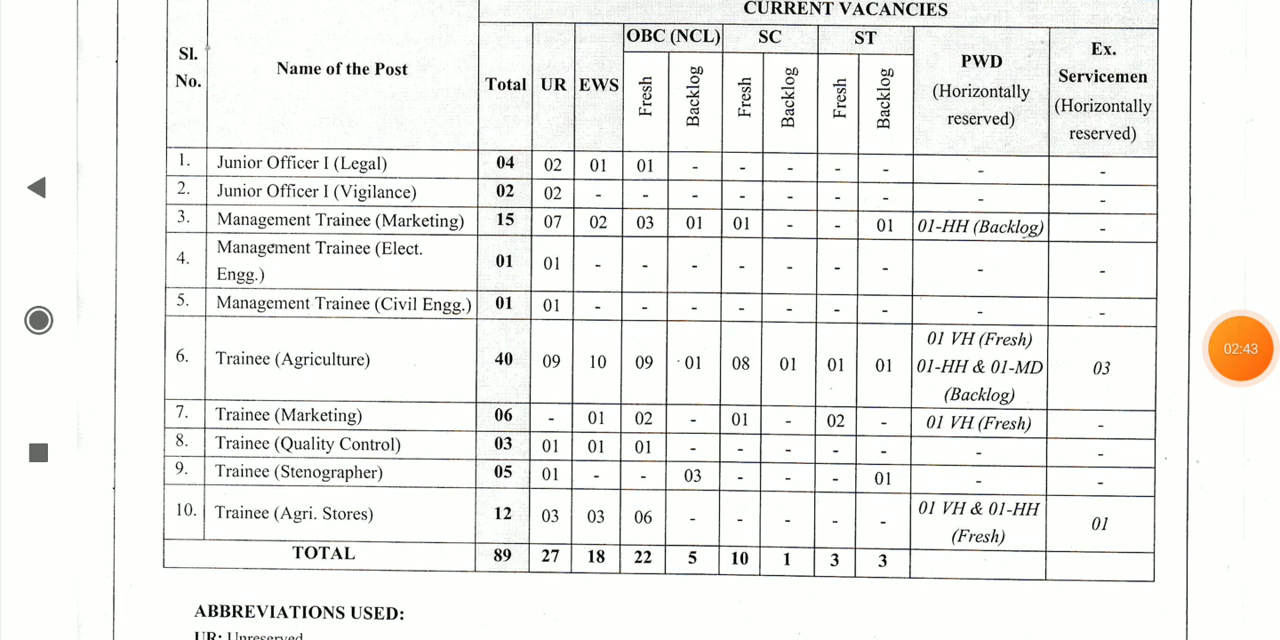 CURRENT VACANCIES
Sl. No. Name of the Post Total UR EWS OBC (NCL) SC ST PWD (Horizontally reserved) Ex. Servicemen (Horizontally reserved)
Fresh Backlog Fresh Backlog Fresh Backlog
1. Junior Officer I (Legal) 04 02 01 01 - - - - - - -
2. Junior Officer I (Vigilance) 02 02 - - - - - - - - -
3. Management Trainee (Marketing) 15 07 02 03 01 01 - - 01 01-HH (Backlog) -
4. Management Trainee (Elect. Engg.) 01 01 - - - - - - - - -
5. Management Trainee (Civil Engg.) 01 01 - - - - - - - - -
6. Trainee (Agriculture) 40 09 10 09 01 08 01 01 01 01 VH (Fresh) 01-HH & 01-MD (Backlog) 03
7. Trainee (Marketing) 06 - 01 02 - 01 - 02 - 01 VH (Fresh) -
8. Trainee (Quality Control) 03 01 01 01 - - - - - - -
9. Trainee (Stenographer) 05 01 - - 03 - - - 01 - -
10. Trainee (Agri. Stores) 12 03 03 06 - - - - - 01 VH & 01-HH (Fresh) 01
TOTAL 89 27 18 22 5 10 1 3 3
02:43
ABBREVIATIONS USED:
UR: Unreserved